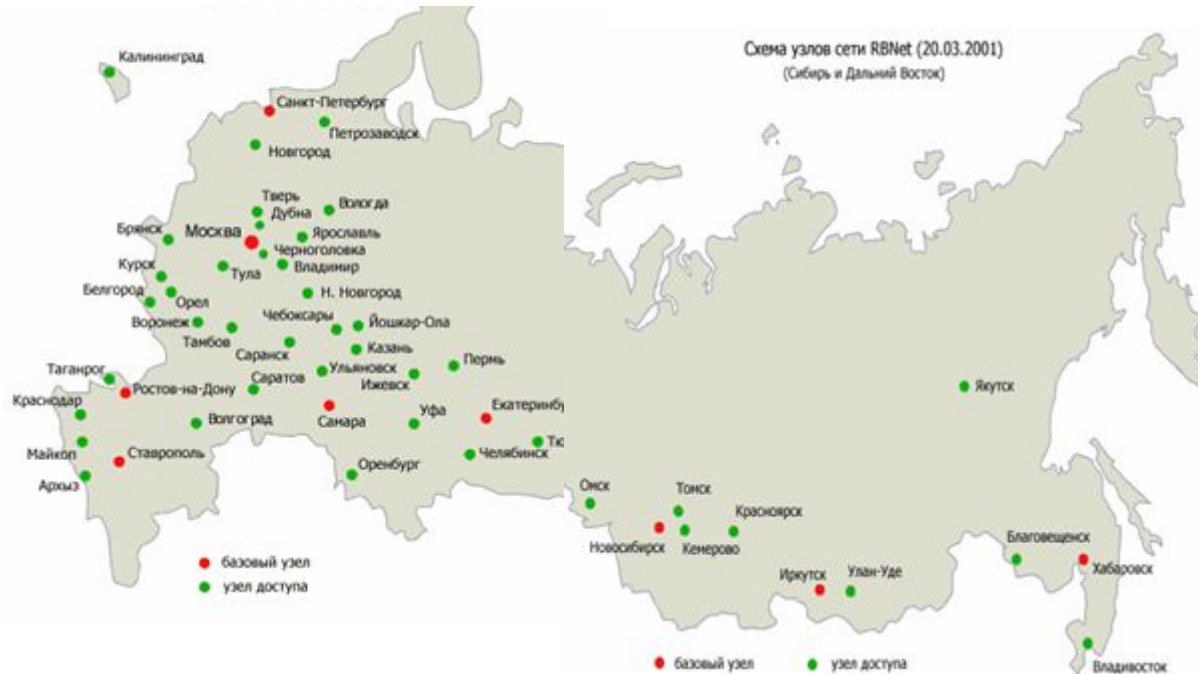 Калининград
Санкт-Петербург
Петрозаводск
Новгород
Тверь
Дубна
Вологда
Брянск
Москва
Ярославль
Черноголовка
Владимир
Курск
Тула
Белгород
Орел
Н. Новгород
Воронеж
Тамбов
Чебоксары
Йошкар-Ола
Саранск
Казань
Таганрог
Ульяновск
Пермь
Ижевск
Ростов-на-Дону
Саратов
Краснодар
Волгоград
Самара
Уфа
Екатеринбу
Майкоп
Ставрополь
Челябинск
Тю
Архыз
Оренбург
базовый узел
узел доступа
Схема узлов сети RBNet (20.03.2001)
(Сибирь и Дальний Восток)
Якутск
Омск
Томск
Красноярск
Новосибирск
Кемерово
Благовещенск
Хабаровск
Иркутск
Улан-Уде
Владивосток
базовый узел
узел доступа